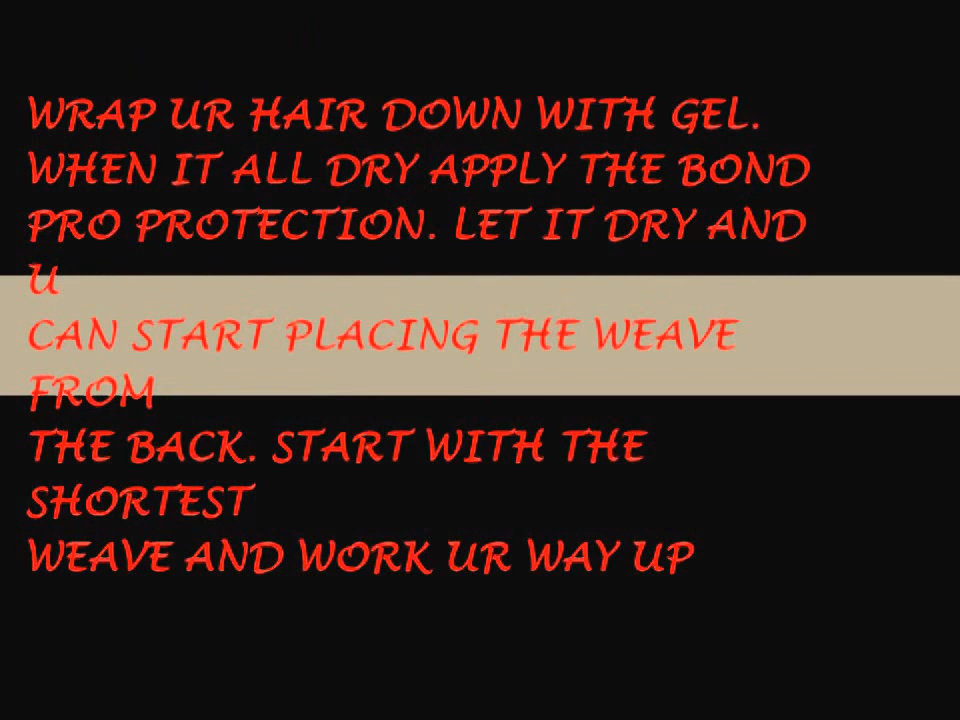 WRAP UR HAIR DOWN WITH GEL.
WHEN IT ALL DRY APPLY THE BOND
PRO PROTECTION. LET IT DRY AND
U
CAN START PLACING THE WEAVE
FROM
THE BACK. START WITH THE
SHORTEST
WEAVE AND WORK UR WAY UP